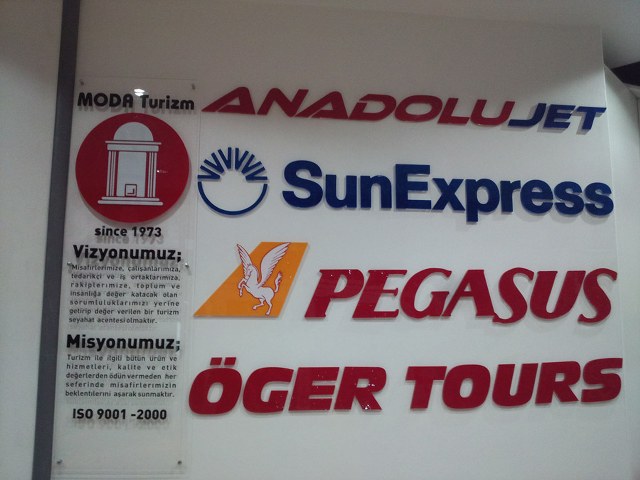 MODA Turizm
since 1973
Vizyonumuz;
Misafirlerimize, çalışanlarımıza,
tedarikçi ve iş ortaklarımıza,
rakiplerimize, toplum ve
insanlığa değer katacak olan
sorumluluklarımızı yerine
getirip değer verilen bir turizm
seyahat acentesi olmaktır.
Misyonumuz;
Turizm ile ilgili bütün ürün ve
hizmetleri, kalite ve etik
değerlerden ödün vermeden her
seferinde misafirlerimizin
beklentilerini aşarak sunmaktır.
ISO 9001 -2000
ANADOLUJET
SunExpress
PEGASUS
ÖGER TOURS